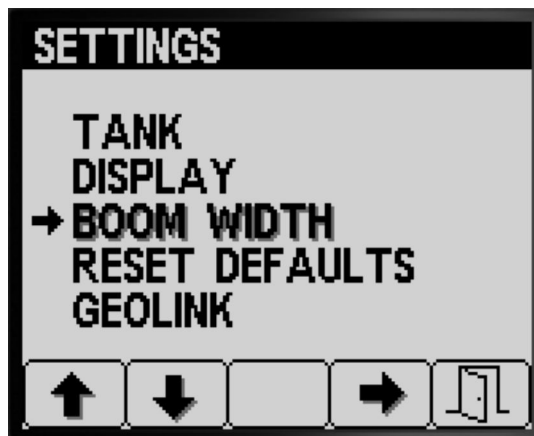 SETTINGS
TANK
DISPLAY
BOOM WIDTH
RESET DEFAULTS
GEOLINK